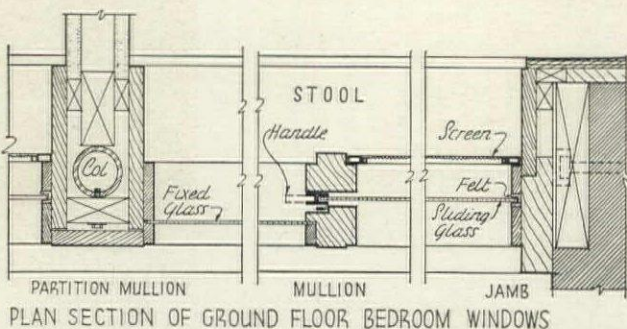 STOOL
Handle
Screen
Col
Fixed
Glass
Felt
Sliding
Glass
PARTITION MULLION
MULLION
JAMB
PLAN SECTION OF GROUND FLOOR BEDROOM WINDOWS